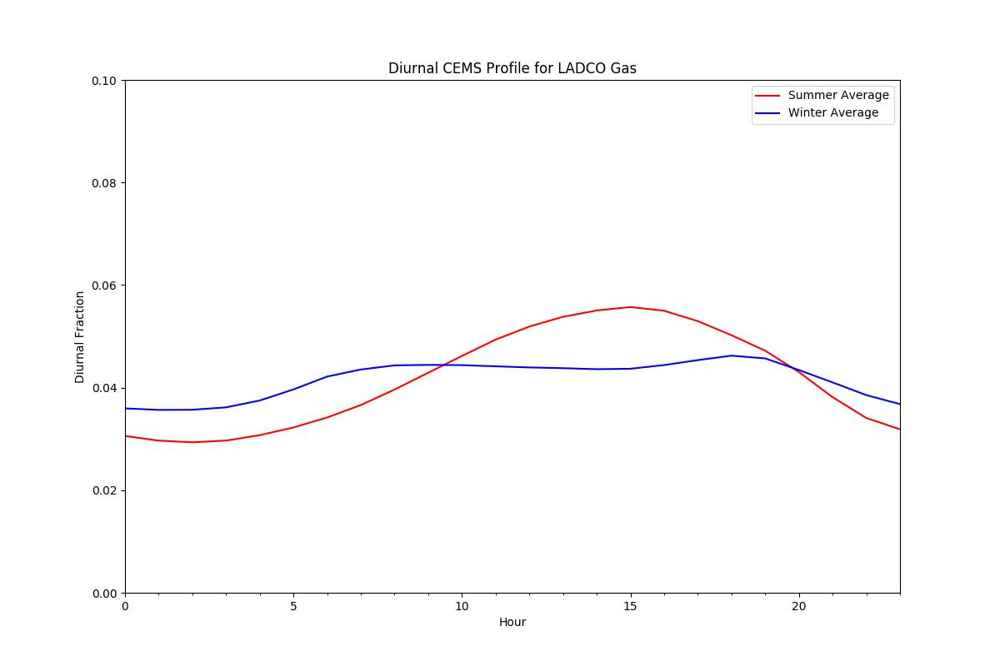 Diurnal CEMS Profile for LADCO Gas
Summer Average
Winter Average
Diurnal Fraction
0.10
0.08
0.06
0.04
0.02
0.00
0 5 10 15 20
Hour